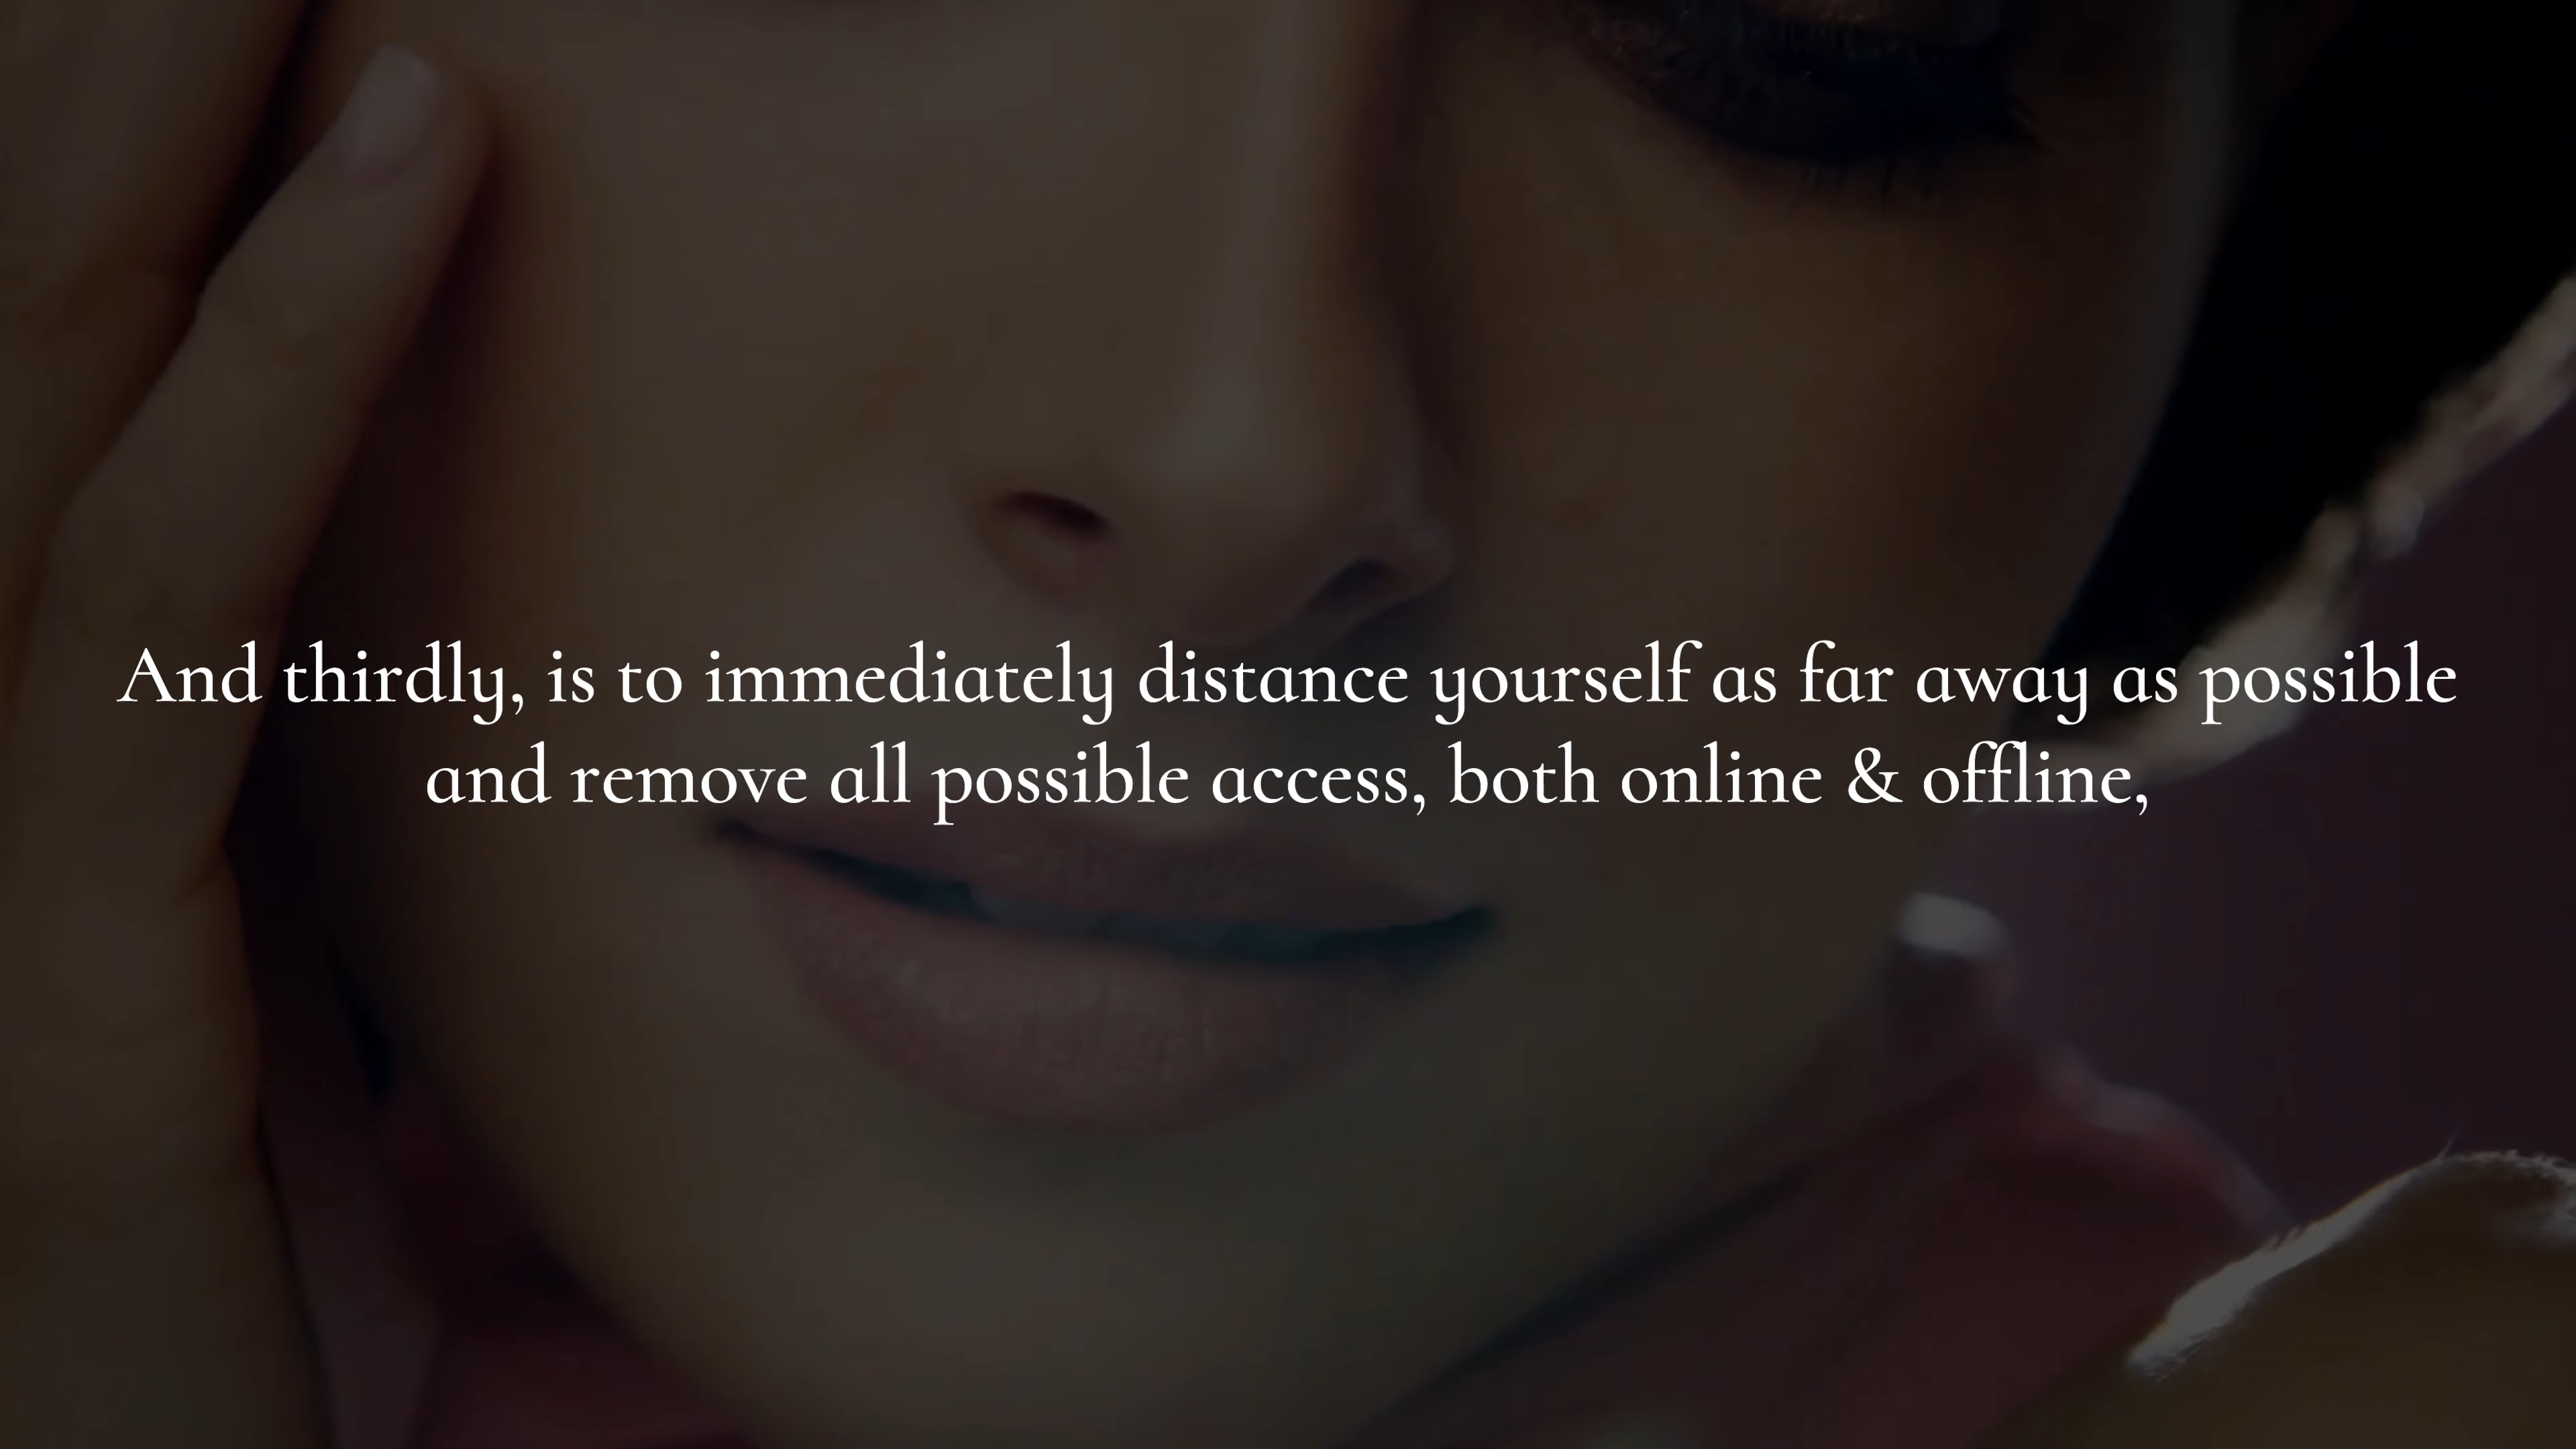 And thirdly, is to immediately distance yourself as far away as possible
and remove all possible access, both online & offline,